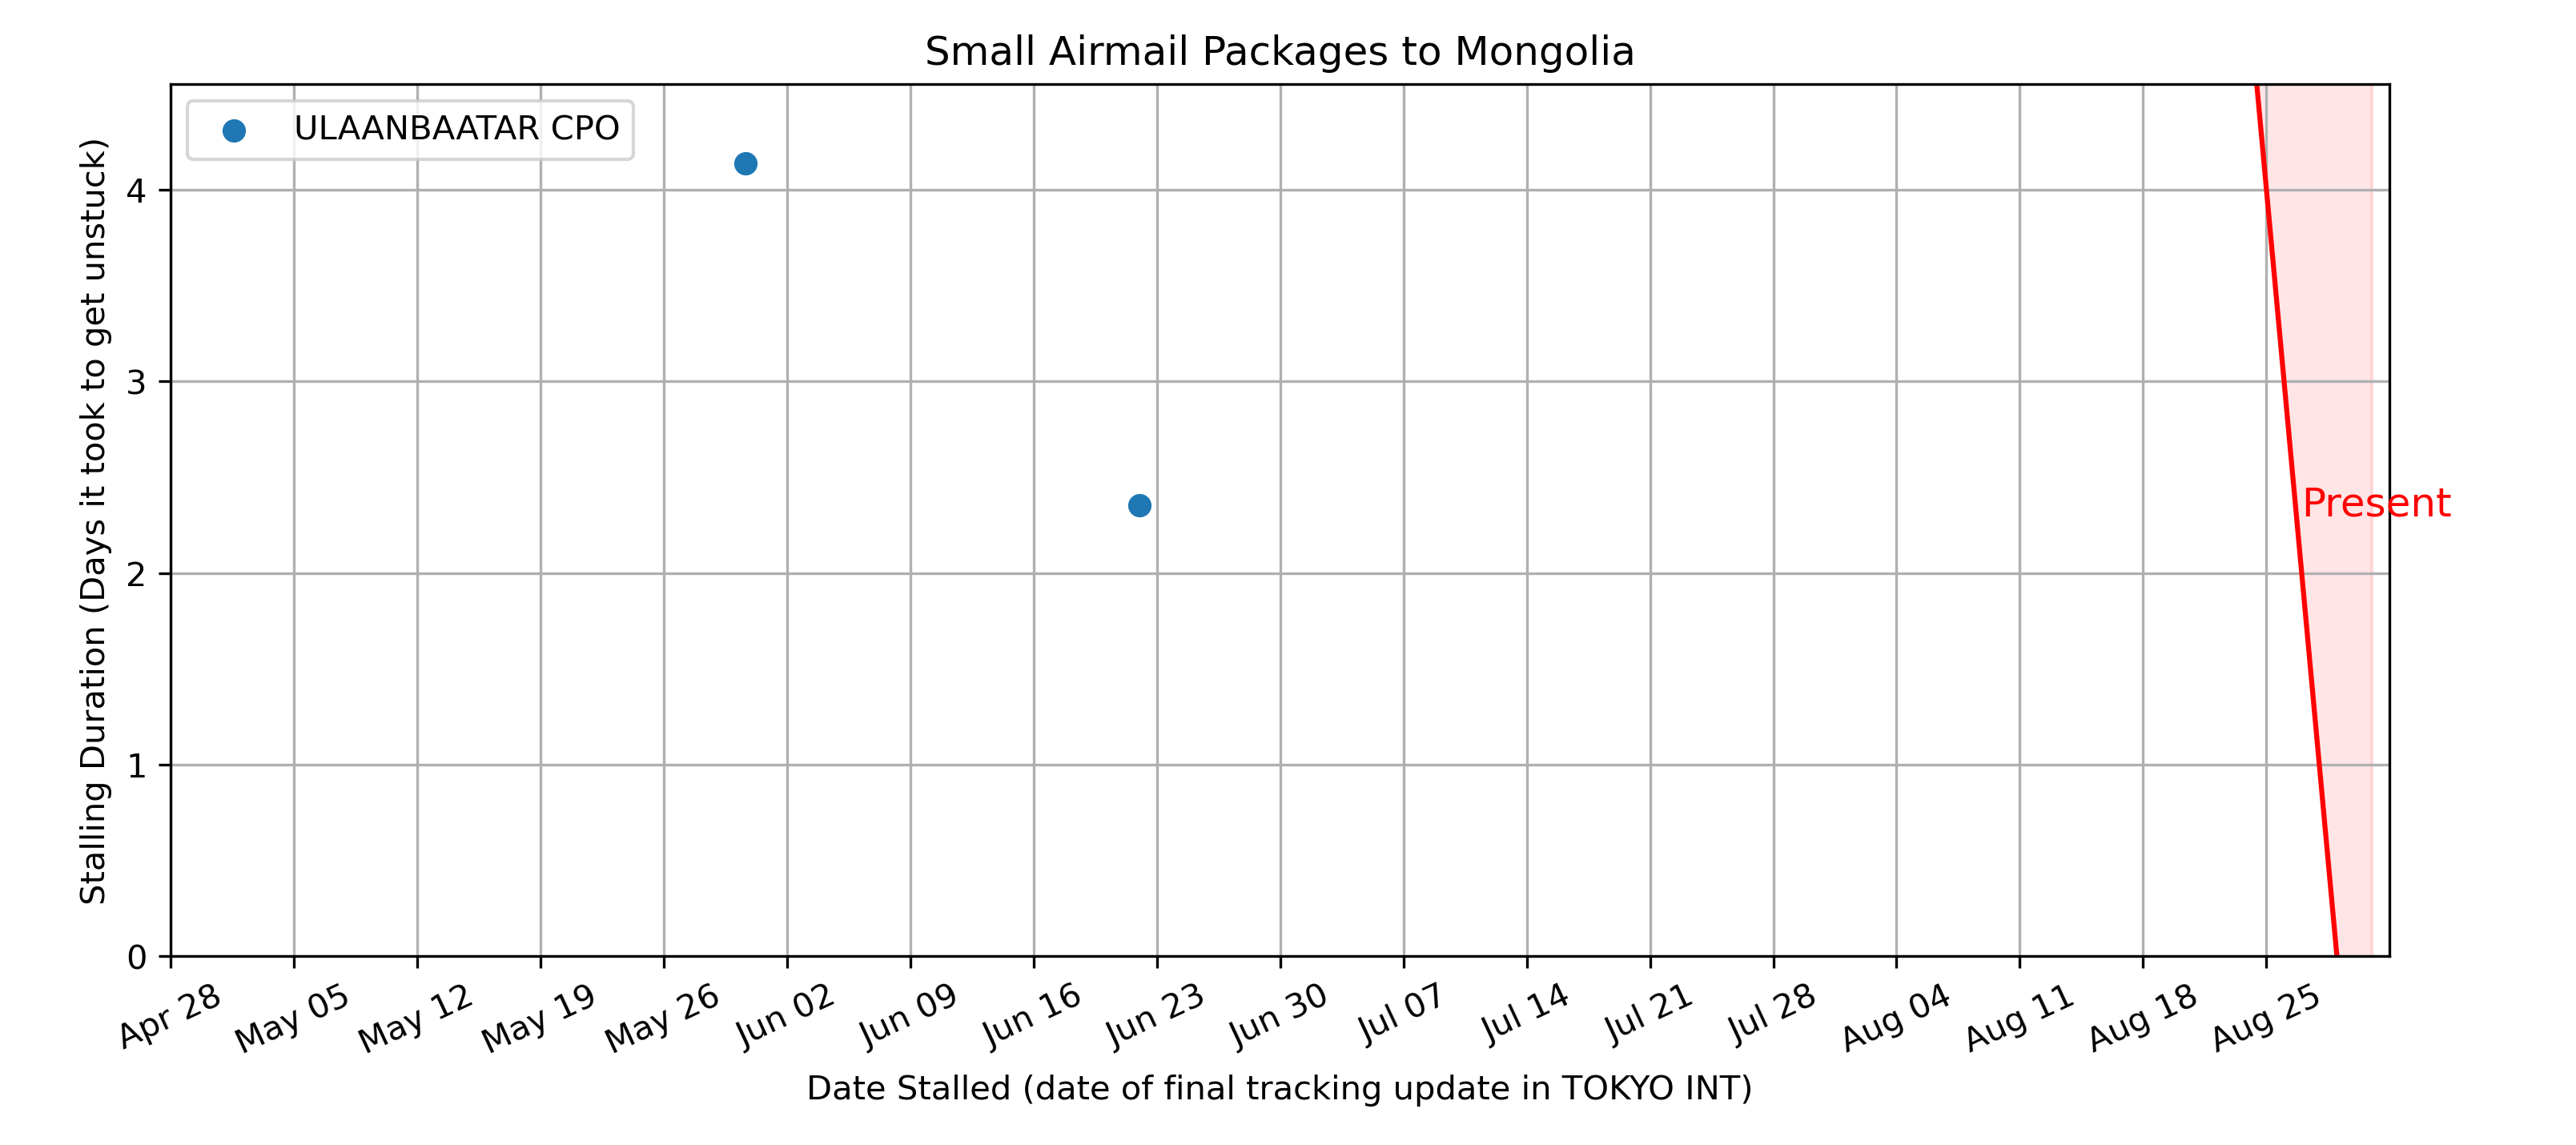 Small Airmail Packages to Mongolia
ULAANBAATAR CPO
Stalling Duration (Days it took to get unstuck)
4
3
2
1
0
Present
Apr 28
May 05
May 12
May 19
May 26
Jun 02
Jun 09
Jun 16
Jun 23
Jun 30
Jul 07
Jul 14
Jul 21
Jul 28
Aug 04
Aug 11
Aug 18
Aug 25
Date Stalled (date of final tracking update in TOKYO INT)